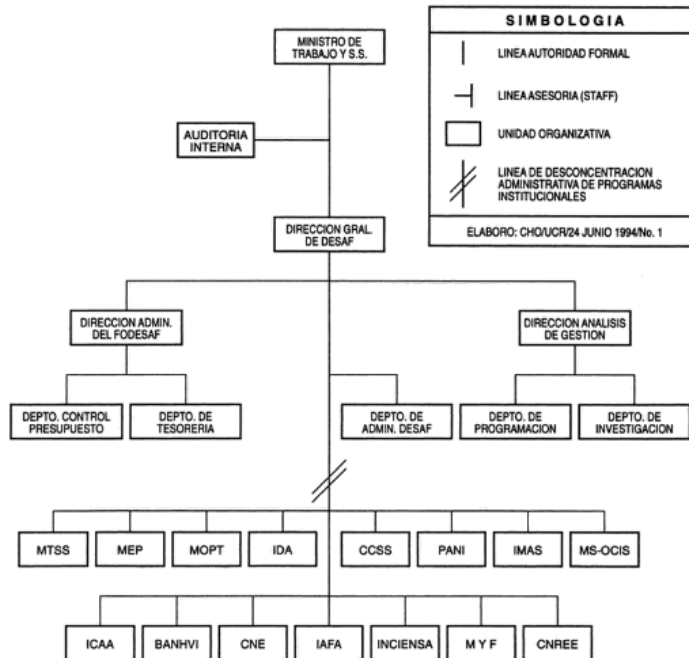 MINISTRO DE
TRABAJO Y S.S.
AUDITORIA
INTERNA
DIRECCION GRAL.
DE DESAF
SIMBOLOGIA
LINEA AUTORIDAD FORMAL
LINEA ASESORIA (STAFF)
UNIDAD ORGANIZATIVA
LINEA DE DESCONCENTRACION
ADMINISTRATIVA DE PROGRAMAS
INSTITUCIONALES
ELABORO: CHO/UCR/24 JUNIO 1994/No. 1
DIRECCION ADMIN.
DEL FODESAF
DIRECCION ANALISIS
DE GESTION
DEPTO. CONTROL
PRESUPUESTO
DEPTO. DE
TESORERIA
DEPTO. DE
ADMIN. DESAF
DEPTO. DE
PROGRAMACION
DEPTO. DE
INVESTIGACION
MTSS
MEP
MOPT
IDA
CCSS
PANI
IMAS
MS-OCIS
ICAA
BANHVI
CNE
IAFA
INCIENSA
M Y F
CNREE